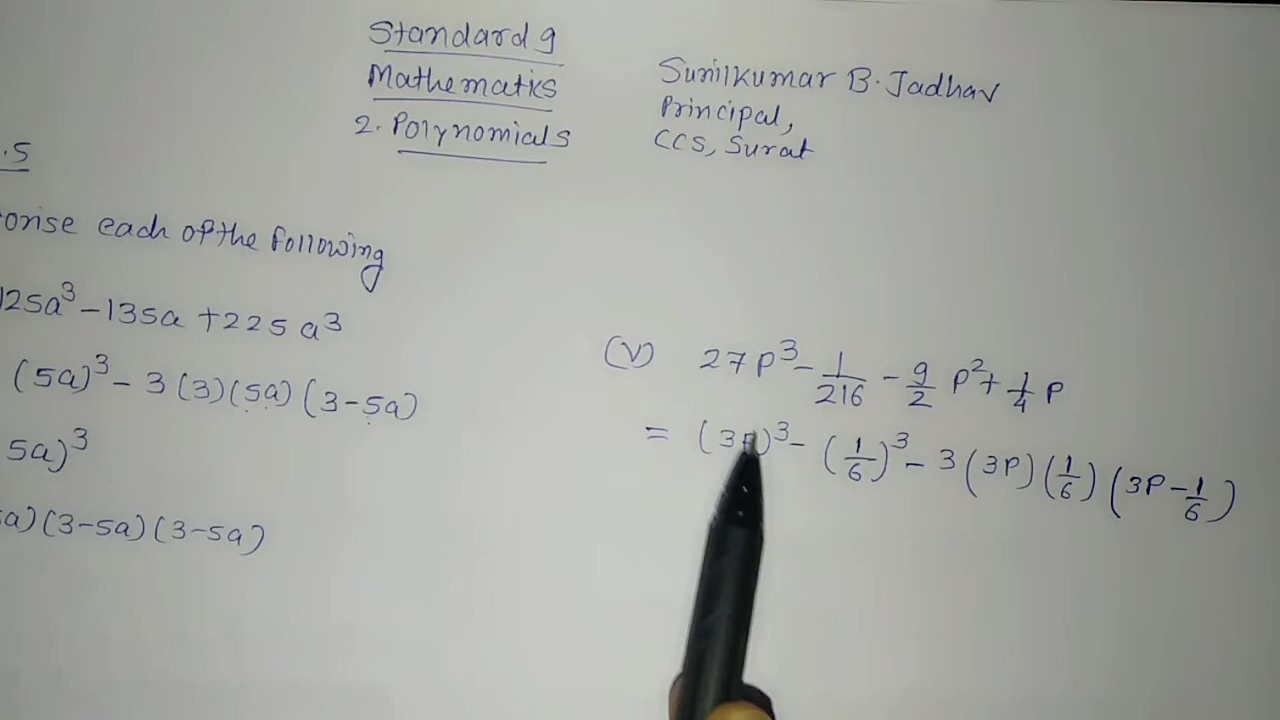 Standard 9
Mathematics
2. Polynomials
Sunilkumar B. Jadhav
Principal,
CCS, Surat
.5
orise each of the following
125a³ - 135a + 225a³
(5a)³ - 3(3)(5a)(3-5a)
5a)³
5a)(3-5a)(3-5a)
(v) 27p³ - 1/216 - 9/2 p² + 1/4 p
= (3p)³ - (1/6)³ - 3(3p)(1/6)(3p - 1/6)